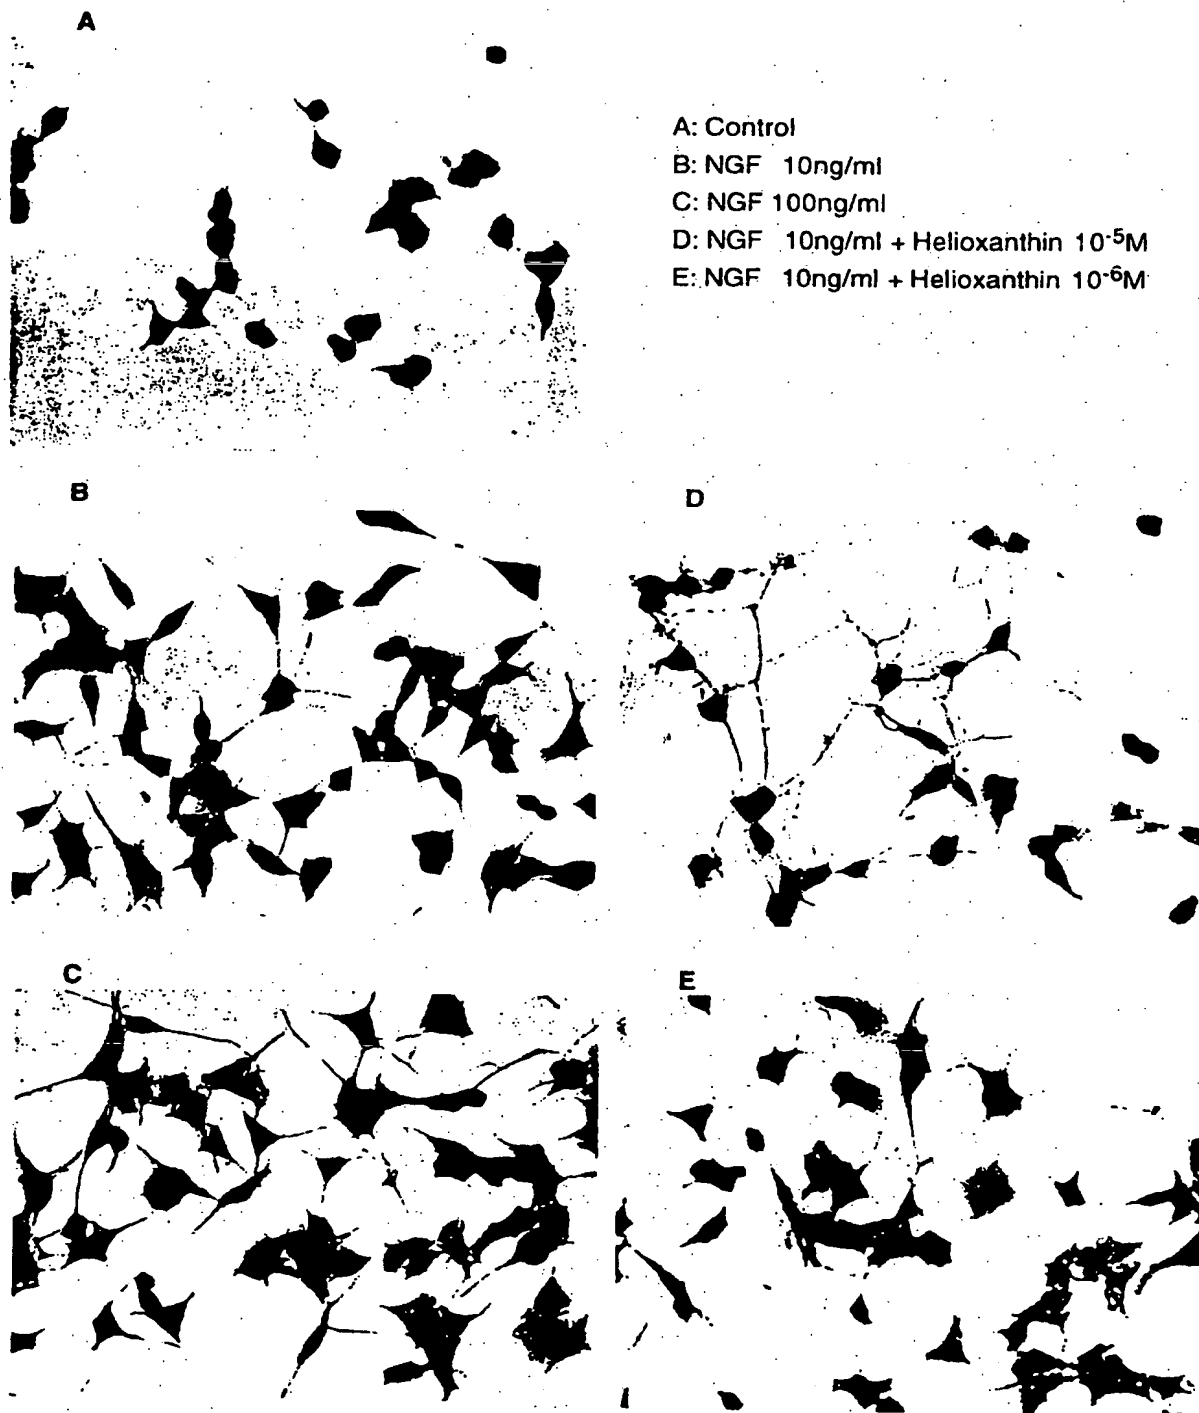 A
A: Control
B: NGF 10ng/ml
C: NGF 100ng/ml
D: NGF 10ng/ml + Helioxanthin 10⁻⁵M
E: NGF 10ng/ml + Helioxanthin 10⁻⁶M
B
D
C
E